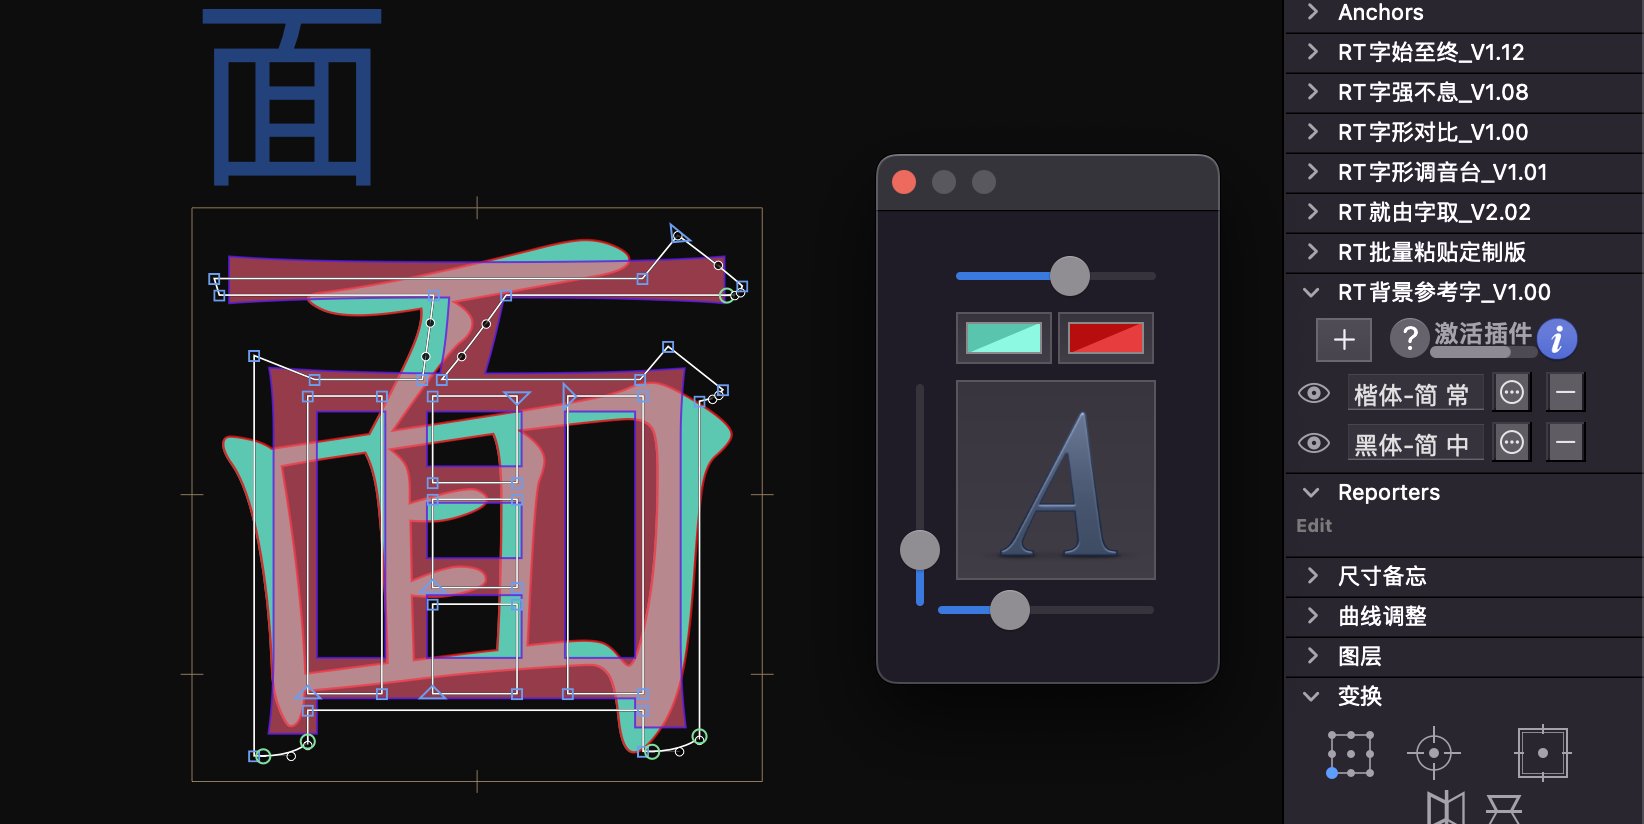 面
面
A
Anchors
RT字始至终_V1.12
RT字强不息_V1.08
RT字形对比_V1.00
RT字形调音台_V1.01
RT就由字取_V2.02
RT批量粘贴定制版
RT背景参考字_V1.00
+ ? 激活插件 i
楷体-简 常
黑体-简 中
Reporters
Edit
尺寸备忘
曲线调整
图层
变换